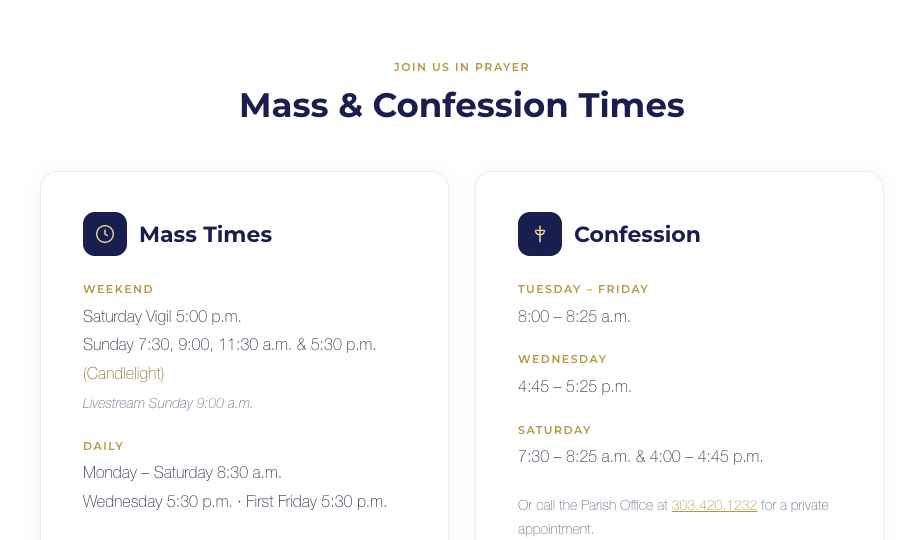 JOIN US IN PRAYER
Mass & Confession Times
Mass Times
WEEKEND
Saturday Vigil 5:00 p.m.
Sunday 7:30, 9:00, 11:30 a.m. & 5:30 p.m.
(Candlelight)
Livestream Sunday 9:00 a.m.
DAILY
Monday – Saturday 8:30 a.m.
Wednesday 5:30 p.m. · First Friday 5:30 p.m.
Confession
TUESDAY – FRIDAY
8:00 – 8:25 a.m.
WEDNESDAY
4:45 – 5:25 p.m.
SATURDAY
7:30 – 8:25 a.m. & 4:00 – 4:45 p.m.
Or call the Parish Office at 303.420.1232 for a private
appointment.